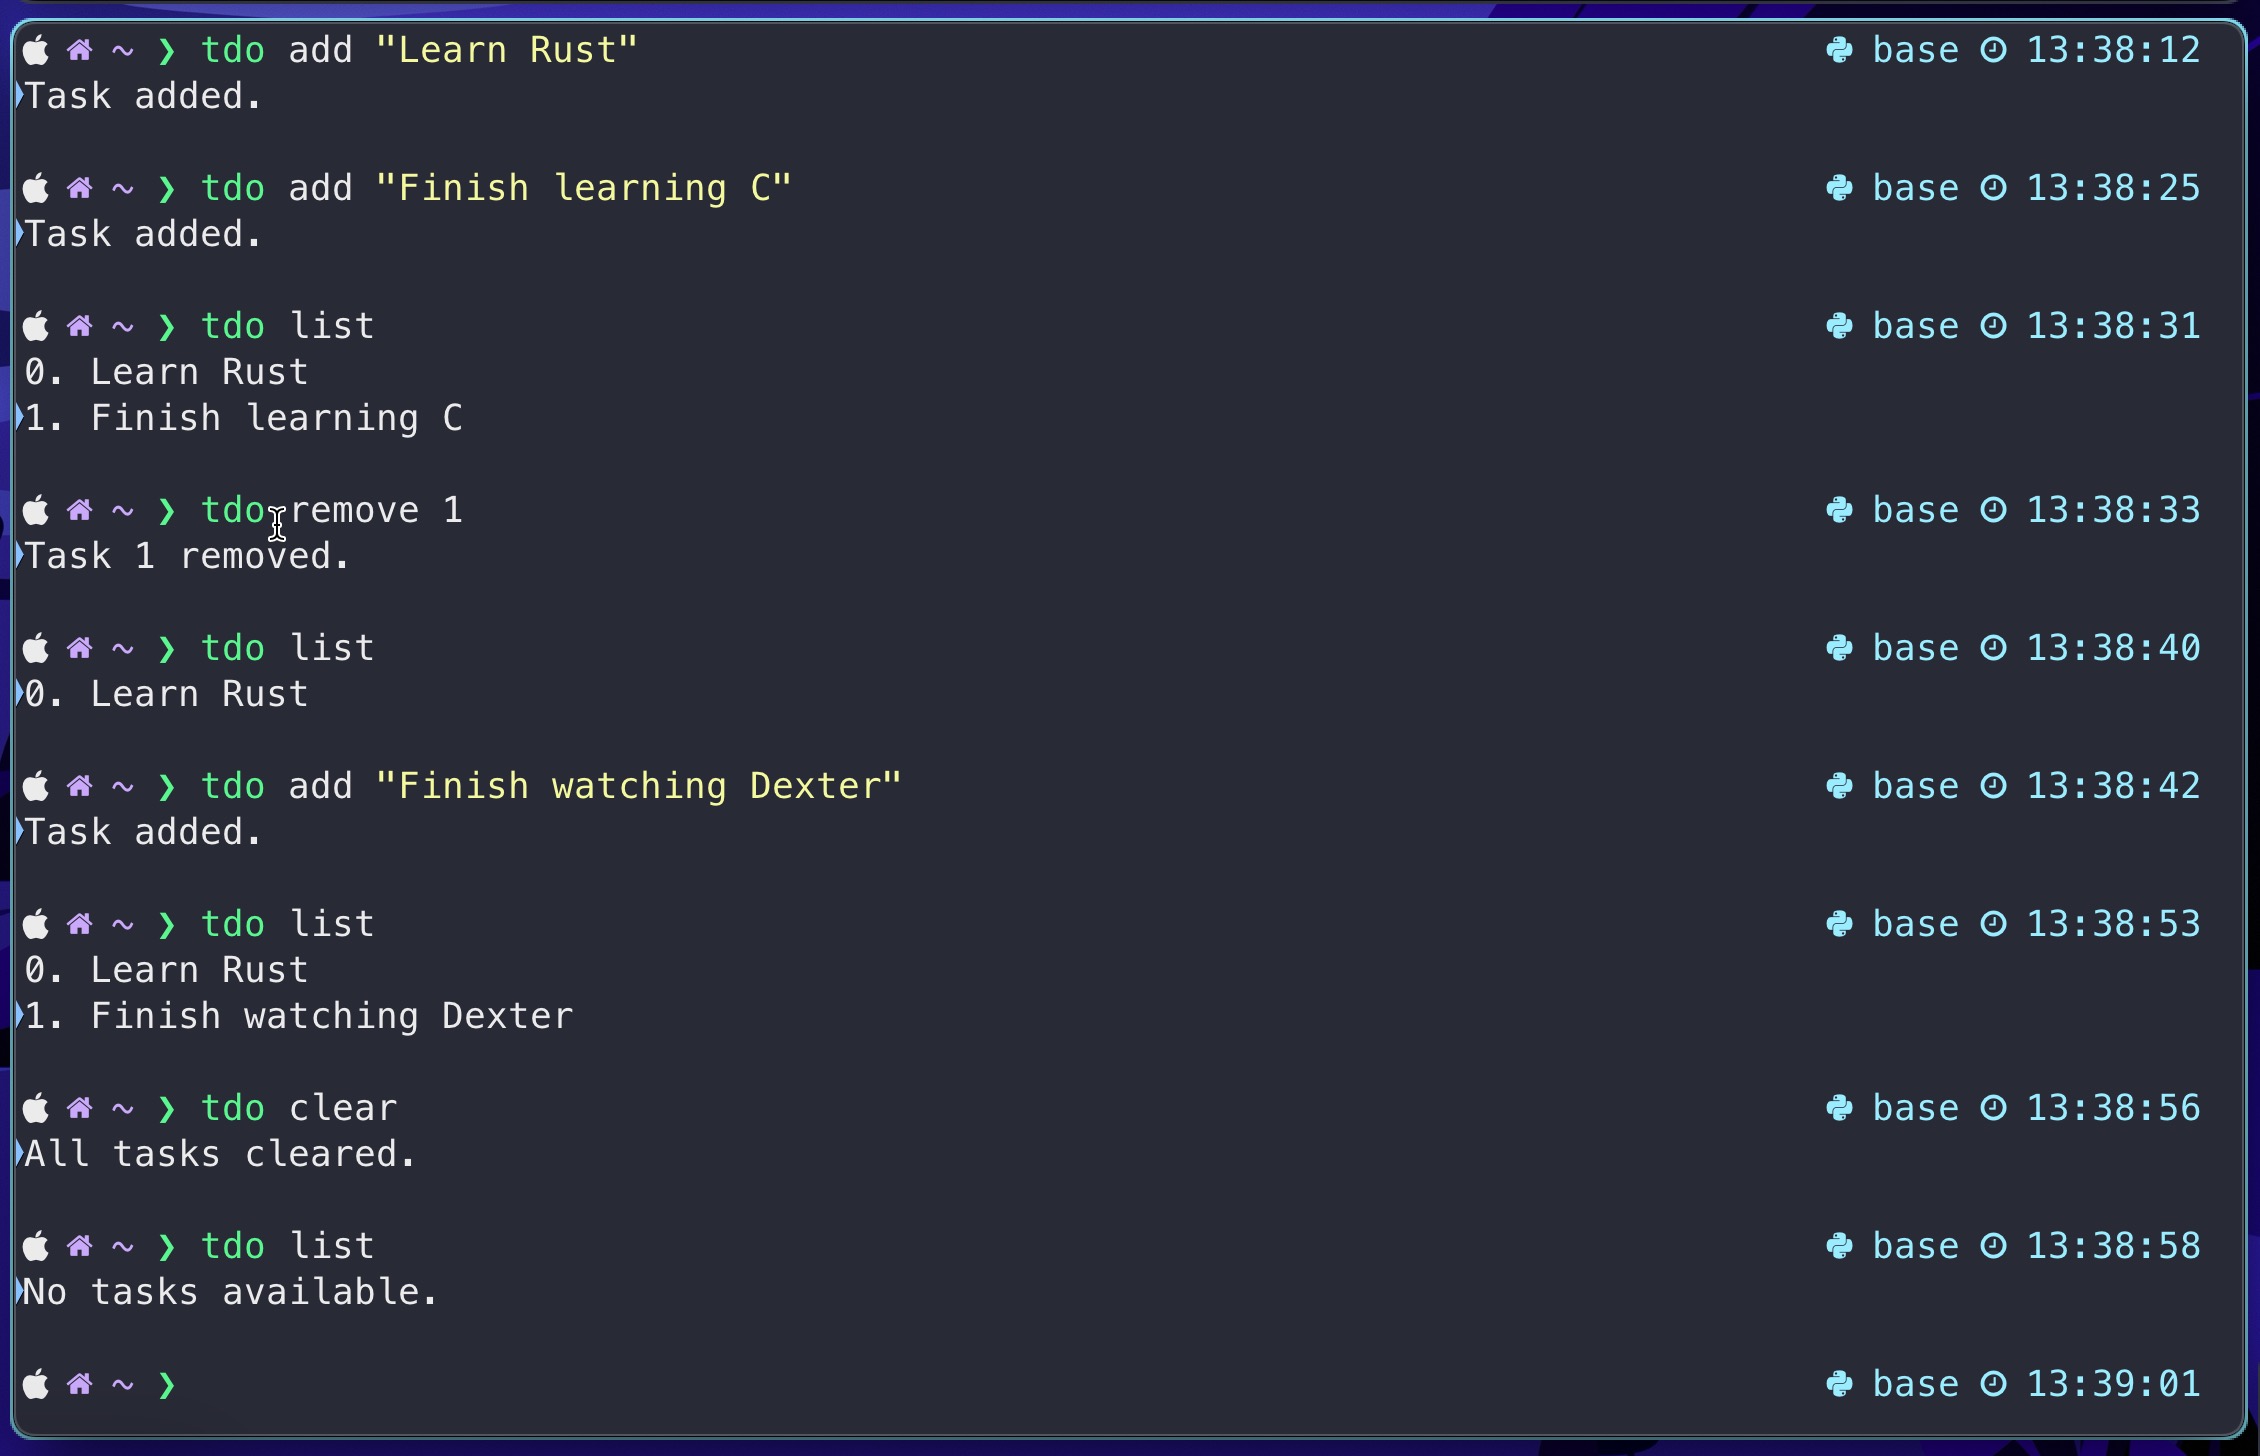 ~ ❯ tdo add "Learn Rust" base 13:38:12
Task added.
~ ❯ tdo add "Finish learning C" base 13:38:25
Task added.
~ ❯ tdo list base 13:38:31
0. Learn Rust
1. Finish learning C
~ ❯ tdo remove 1 base 13:38:33
Task 1 removed.
~ ❯ tdo list base 13:38:40
0. Learn Rust
~ ❯ tdo add "Finish watching Dexter" base 13:38:42
Task added.
~ ❯ tdo list base 13:38:53
0. Learn Rust
1. Finish watching Dexter
~ ❯ tdo clear base 13:38:56
All tasks cleared.
~ ❯ tdo list base 13:38:58
No tasks available.
~ ❯ base 13:39:01